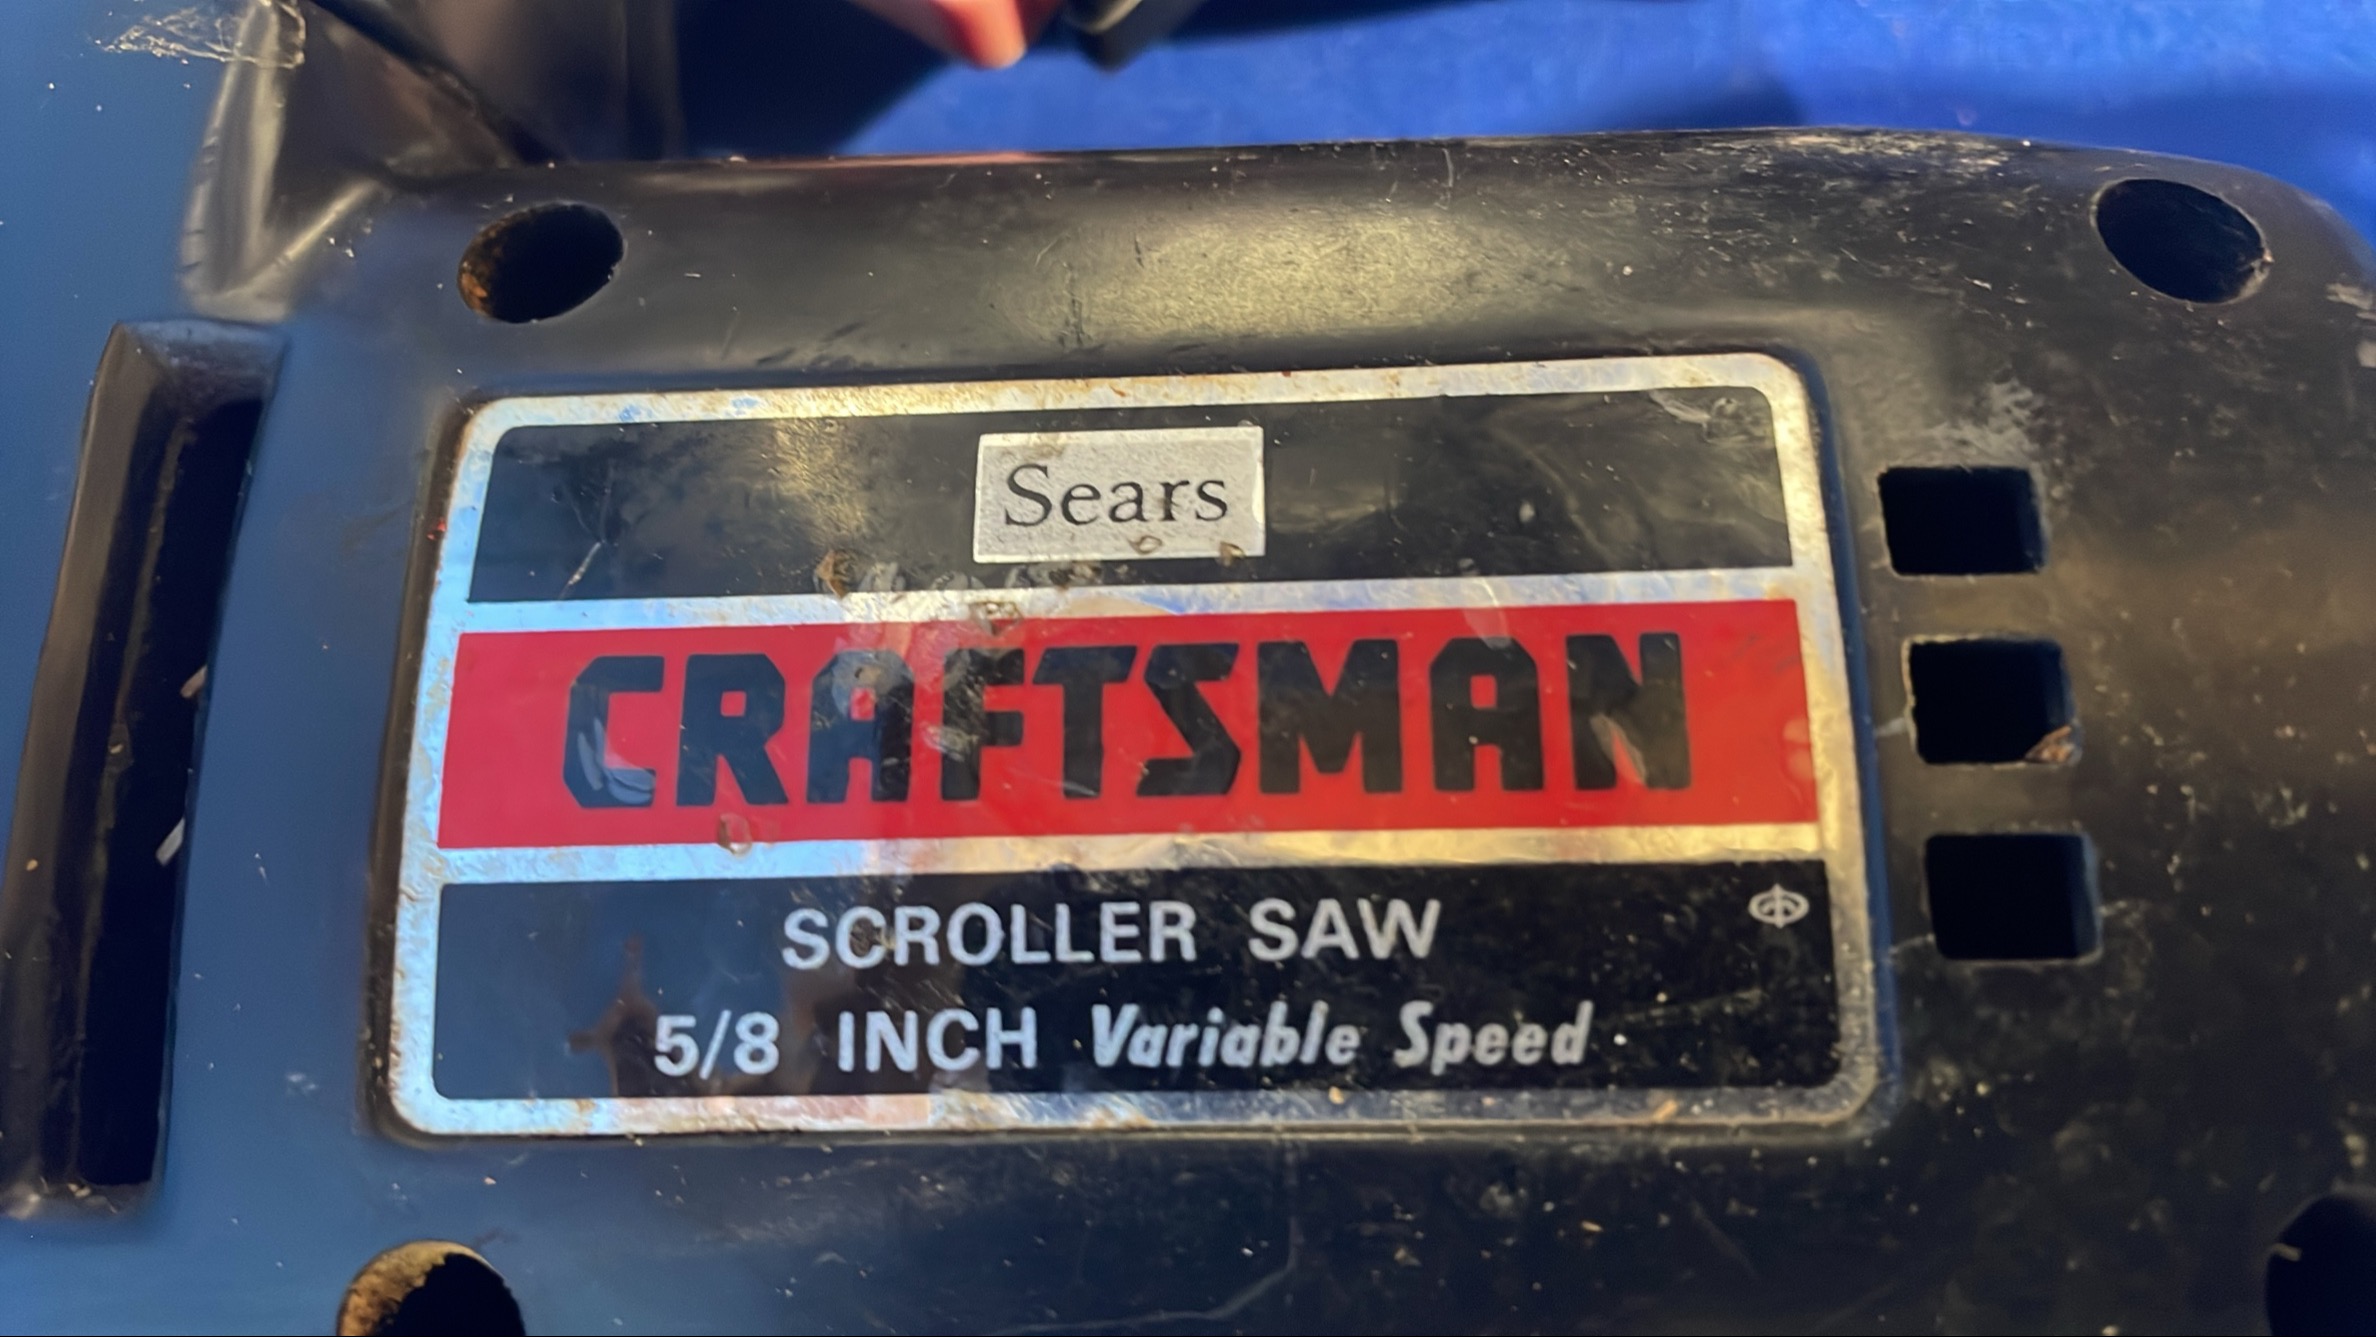 Sears
CRAFTSMAN
SCROLLER SAW
5/8 INCH Variable Speed